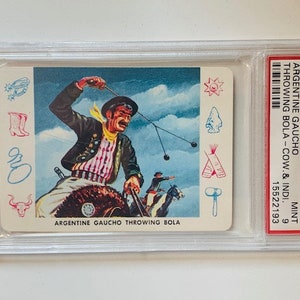 ARGENTINE GAUCHO THROWING BOLA
ARGENTINE GAUCHO
THROWING BOLA-COW.& INDI.
MINT
9
15522193